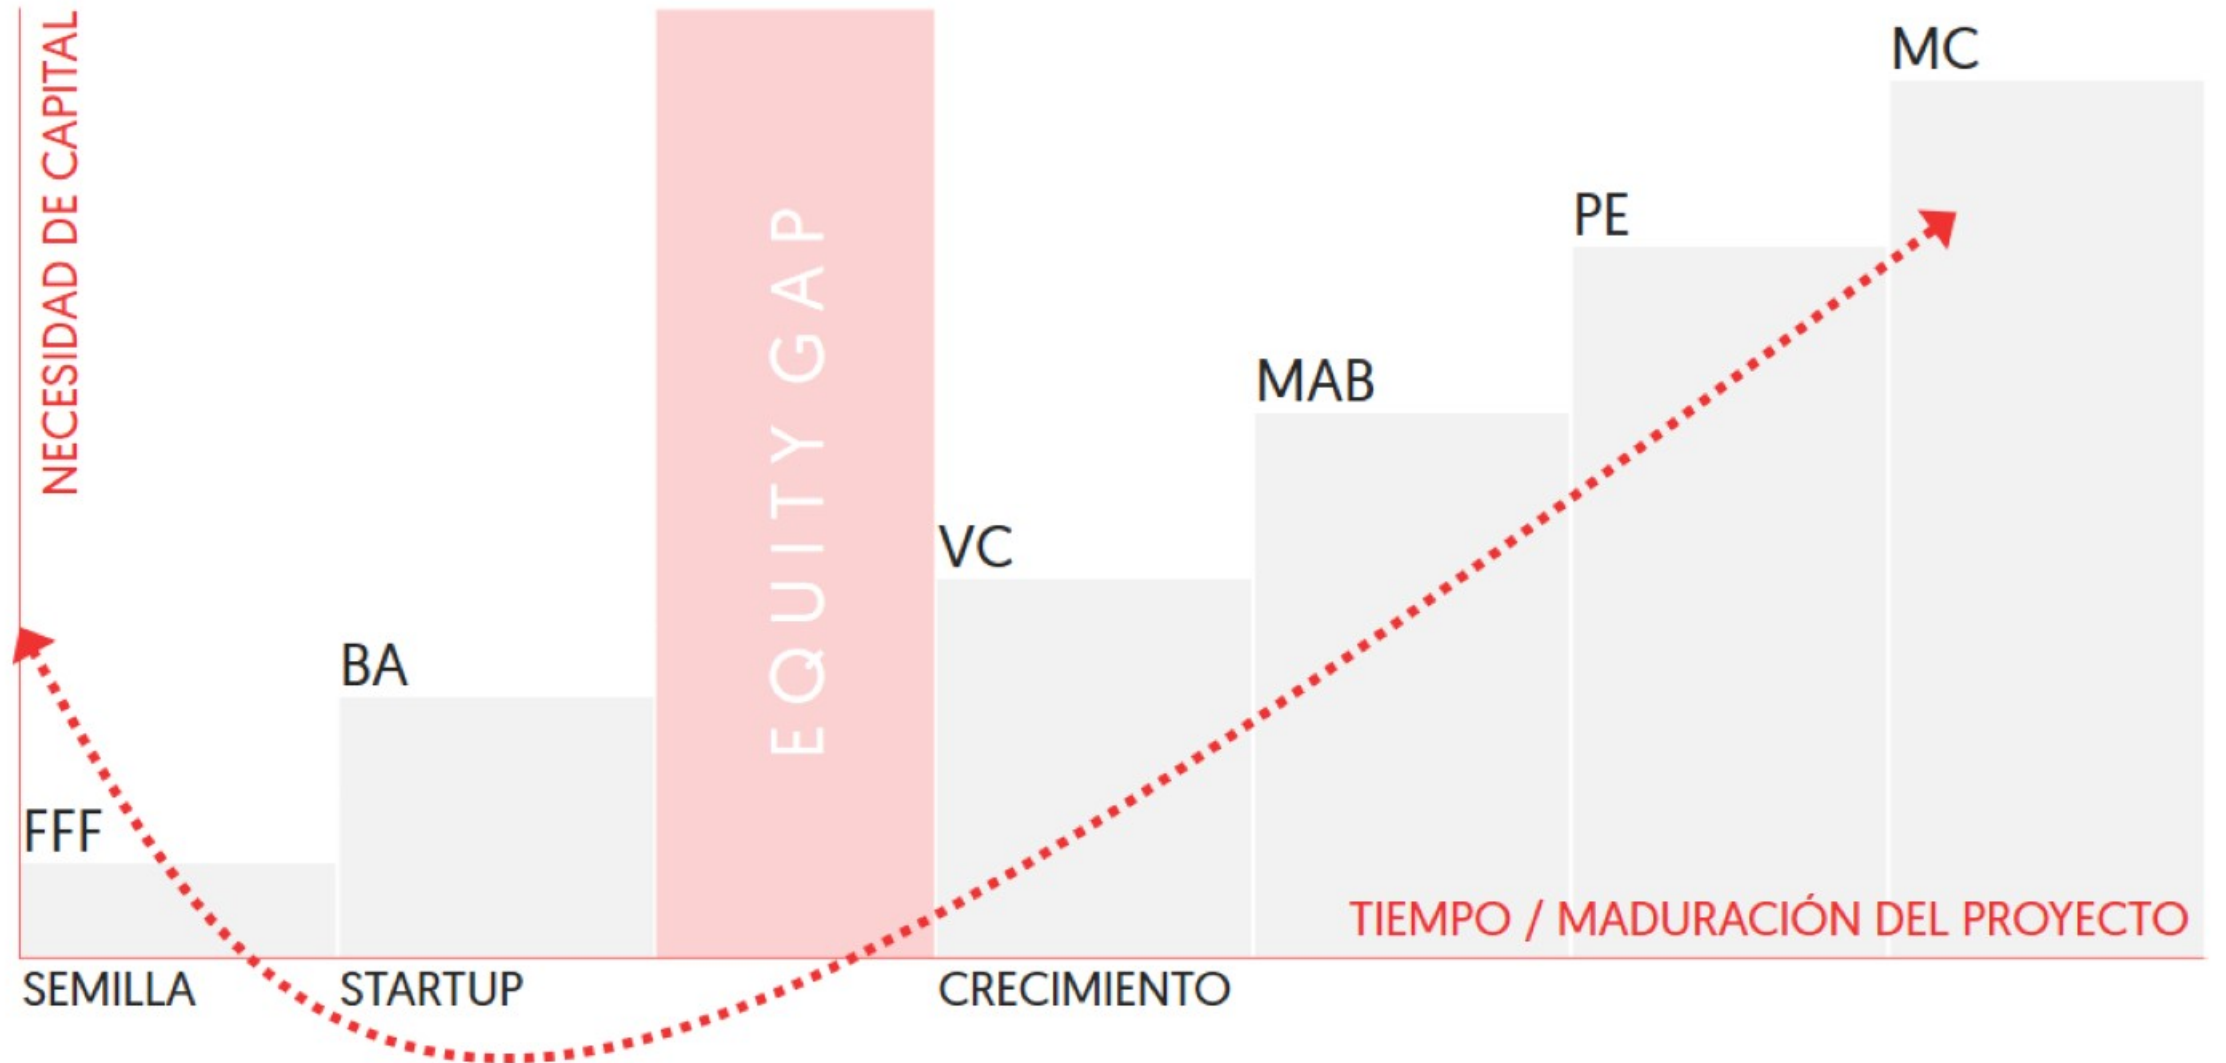 NECESIDAD DE CAPITAL
FFF
BA
EQUITY GAP
VC
MAB
PE
MC
TIEMPO / MADURACIÓN DEL PROYECTO
SEMILLA
STARTUP
CRECIMIENTO